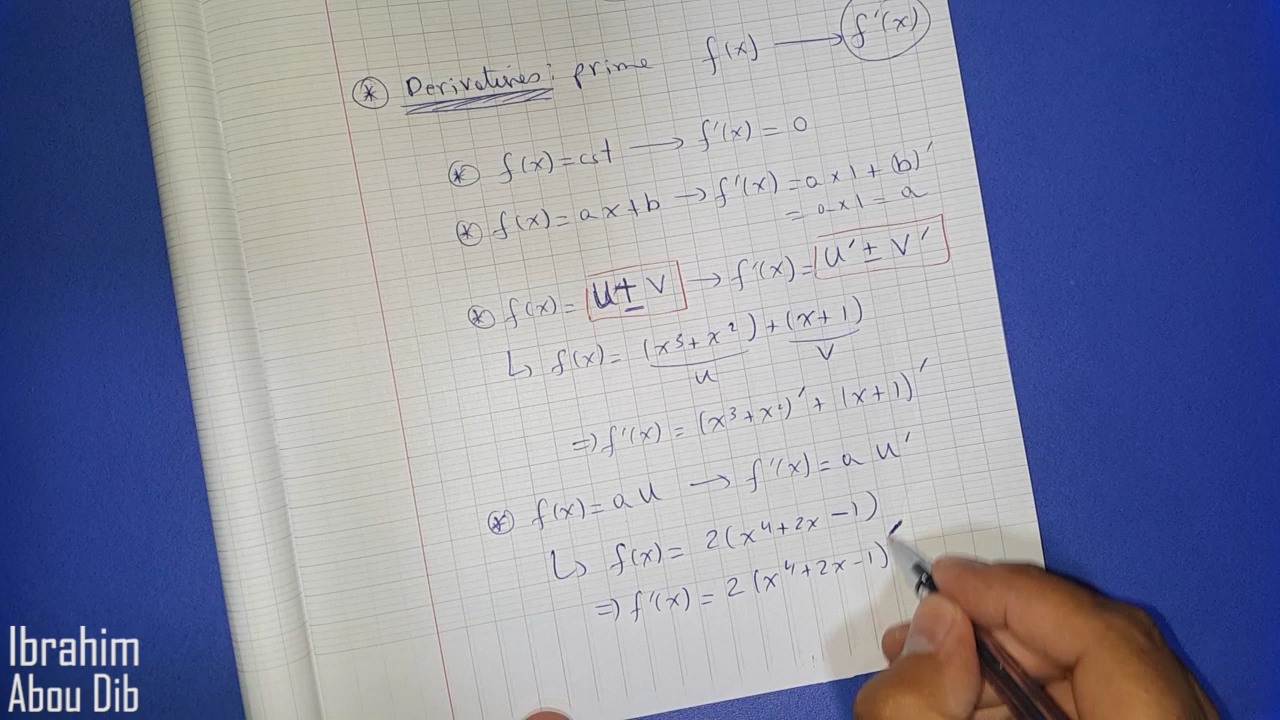 ⊛ Derivatives: prime f(x) ⟶ f'(x)
⊛ f(x) = cst ⟶ f'(x) = 0
⊛ f(x) = ax+b → f'(x) = a×1 + (b)'
= a×1 = a
⊛ f(x) = U ± V → f'(x) = U' ± V'
↳ f(x) = (x³+x²) + (x+1)
u V
⇒ f'(x) = (x³+x²)' + (x+1)'
⊛ f(x) = a u → f'(x) = a u'
↳ f(x) = 2(x⁴+2x-1)
⇒ f'(x) = 2(x⁴+2x-1)'
Ibrahim
Abou Dib